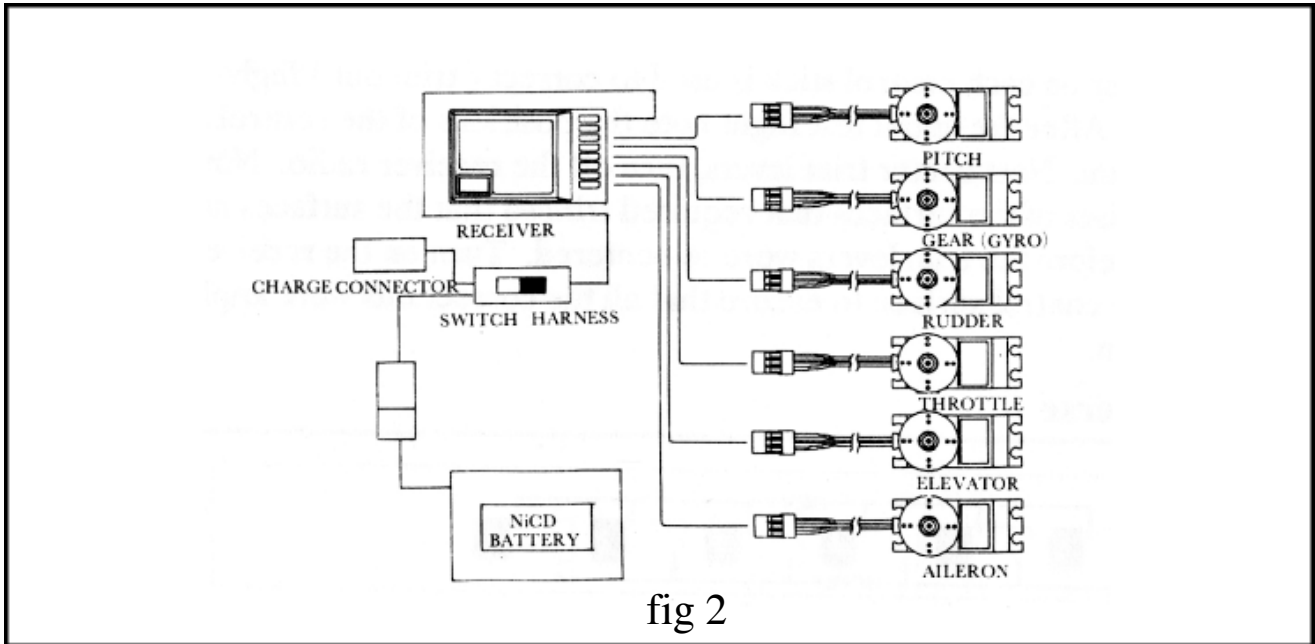 PITCH
RECEIVER
GEAR (GYRO)
CHARGE CONNECTOR
SWITCH HARNESS
RUDDER
THROTTLE
ELEVATOR
NiCD
BATTERY
AILERON
fig 2